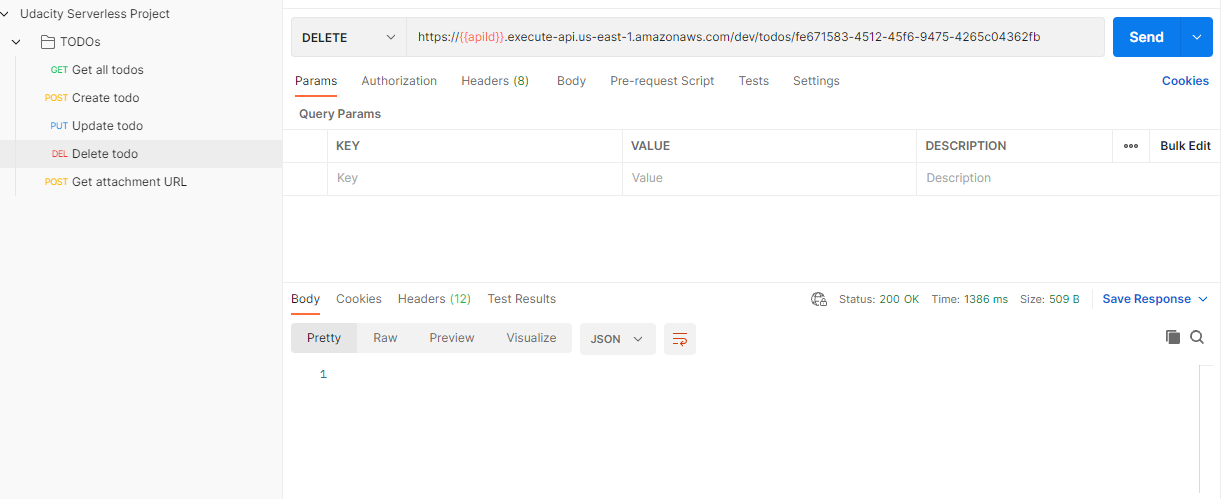 Udacity Serverless Project
TODOs
GET Get all todos
POST Create todo
PUT Update todo
DEL Delete todo
POST Get attachment URL
DELETE https://{{apiId}}.execute-api.us-east-1.amazonaws.com/dev/todos/fe671583-4512-45f6-9475-4265c04362fb Send
Params Authorization Headers (8) Body Pre-request Script Tests Settings Cookies
Query Params
KEY VALUE DESCRIPTION Bulk Edit
Key Value Description
Body Cookies Headers (12) Test Results Status: 200 OK Time: 1386 ms Size: 509 B Save Response
Pretty Raw Preview Visualize JSON
1